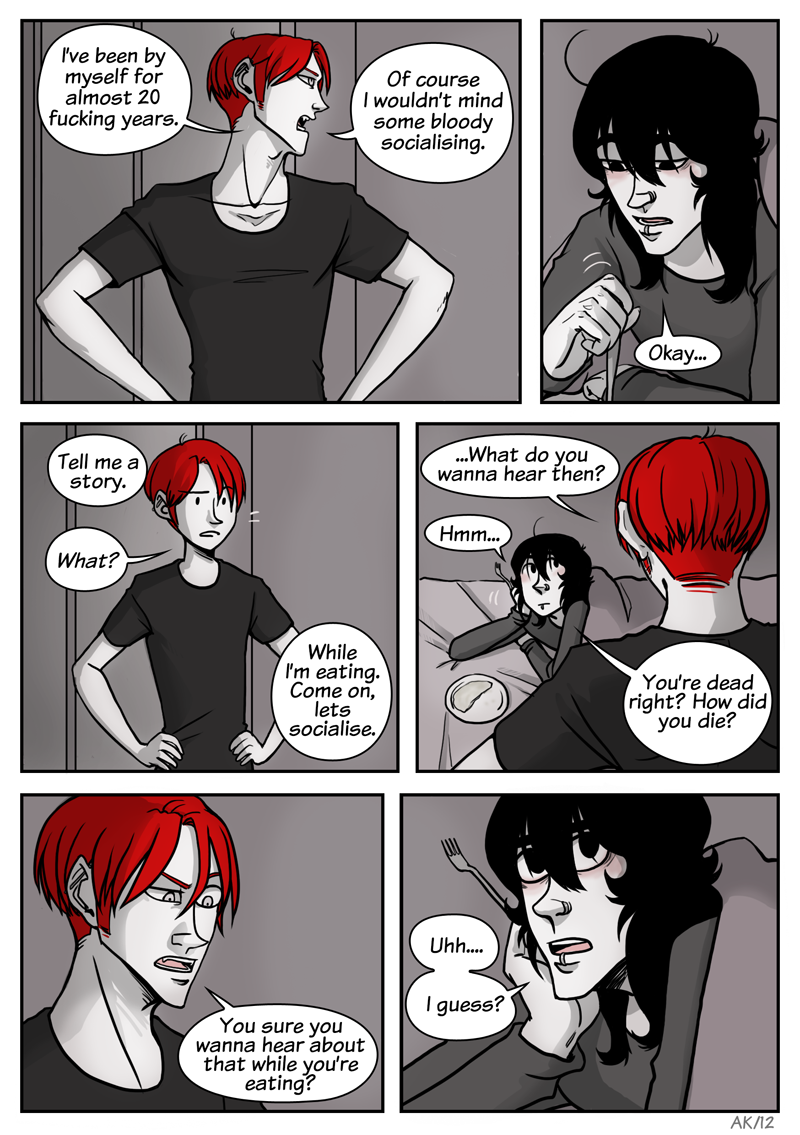 I've been by
myself for
almost 20
fucking years.
Of course
I wouldn't mind
some bloody
socialising.
Okay...
Tell me a
story.
What?
While
I'm eating.
Come on,
lets
socialise.
...What do you
wanna hear then?
Hmm...
You're dead
right? How did
you die?
You sure you
wanna hear about
that while you're
eating?
Uhh....
I guess?
AK/12